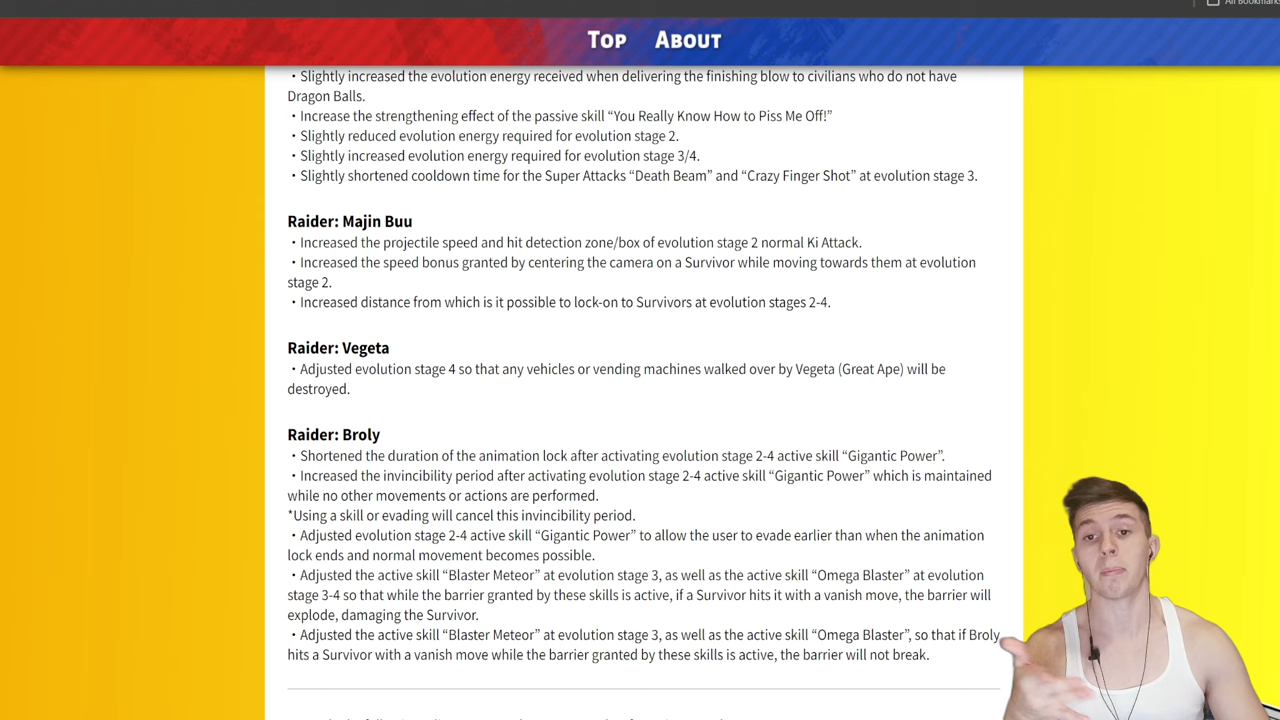 All Bookmarks
TOP ABOUT
・Slightly increased the evolution energy received when delivering the finishing blow to civilians who do not have
Dragon Balls.
・Increase the strengthening effect of the passive skill “You Really Know How to Piss Me Off!”
・Slightly reduced evolution energy required for evolution stage 2.
・Slightly increased evolution energy required for evolution stage 3/4.
・Slightly shortened cooldown time for the Super Attacks “Death Beam” and “Crazy Finger Shot” at evolution stage 3.
Raider: Majin Buu
・Increased the projectile speed and hit detection zone/box of evolution stage 2 normal Ki Attack.
・Increased the speed bonus granted by centering the camera on a Survivor while moving towards them at evolution
stage 2.
・Increased distance from which is it possible to lock-on to Survivors at evolution stages 2-4.
Raider: Vegeta
・Adjusted evolution stage 4 so that any vehicles or vending machines walked over by Vegeta (Great Ape) will be
destroyed.
Raider: Broly
・Shortened the duration of the animation lock after activating evolution stage 2-4 active skill “Gigantic Power”.
・Increased the invincibility period after activating evolution stage 2-4 active skill “Gigantic Power” which is maintained
while no other movements or actions are performed.
*Using a skill or evading will cancel this invincibility period.
・Adjusted evolution stage 2-4 active skill “Gigantic Power” to allow the user to evade earlier than when the animation
lock ends and normal movement becomes possible.
・Adjusted the active skill “Blaster Meteor” at evolution stage 3, as well as the active skill “Omega Blaster” at evolution
stage 3-4 so that while the barrier granted by these skills is active, if a Survivor hits it with a vanish move, the barrier will
explode, damaging the Survivor.
・Adjusted the active skill “Blaster Meteor” at evolution stage 3, as well as the active skill “Omega Blaster”, so that if Broly
hits a Survivor with a vanish move while the barrier granted by these skills is active, the barrier will not break.